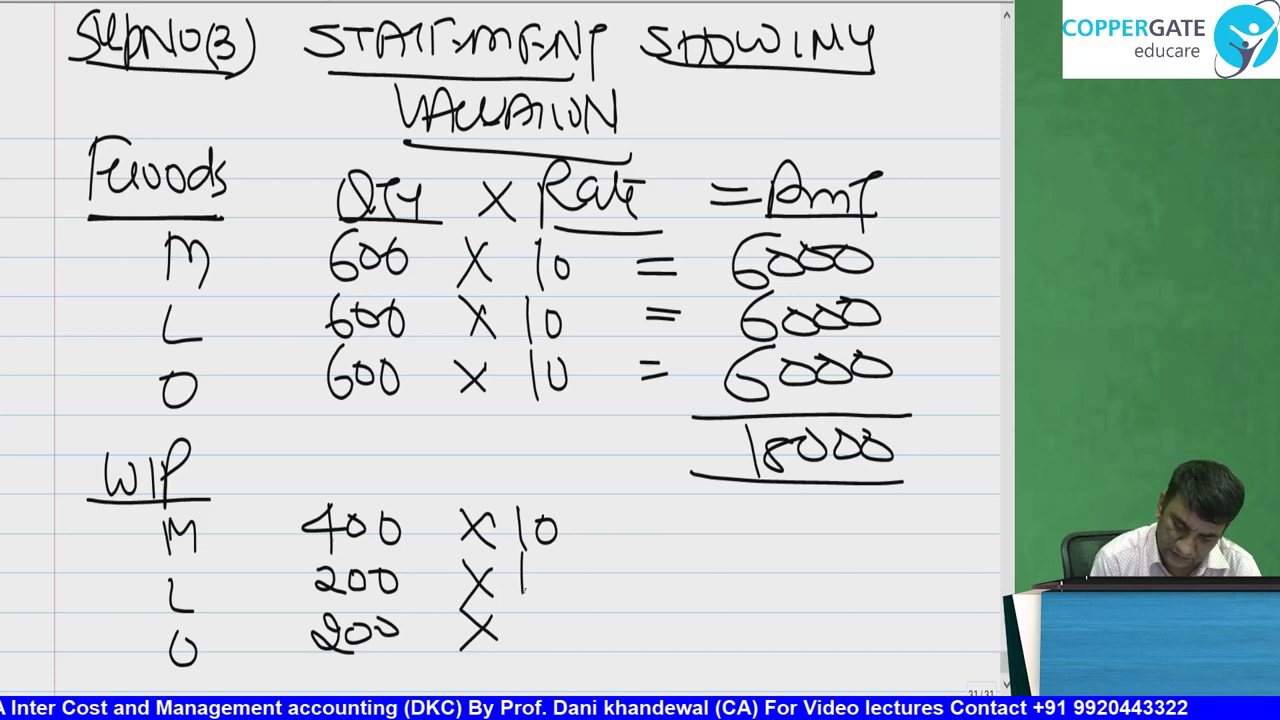 COPPERGATE
educare
Step NO (3) STATEMENT SHOWING
VALUATION
F.Goods Qty X Rate = Amt
M 600 X 10 = 6000
L 600 X 10 = 6000
O 600 X 10 = 6000
18000
WIP
M 400 X 10
L 200 X 1
O 200 X
31/31
A Inter Cost and Management accounting (DKC) By Prof. Dani khandewal (CA) For Video lectures Contact +91 9920443322